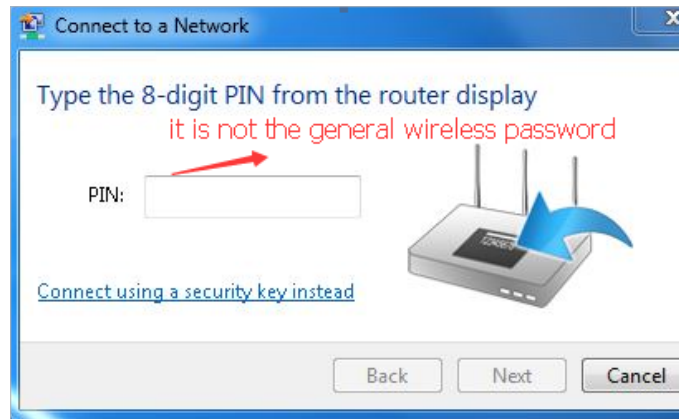 Connect to a Network
Type the 8-digit PIN from the router display
it is not the general wireless password
PIN:
12345670
Connect using a security key instead
Back
Next
Cancel